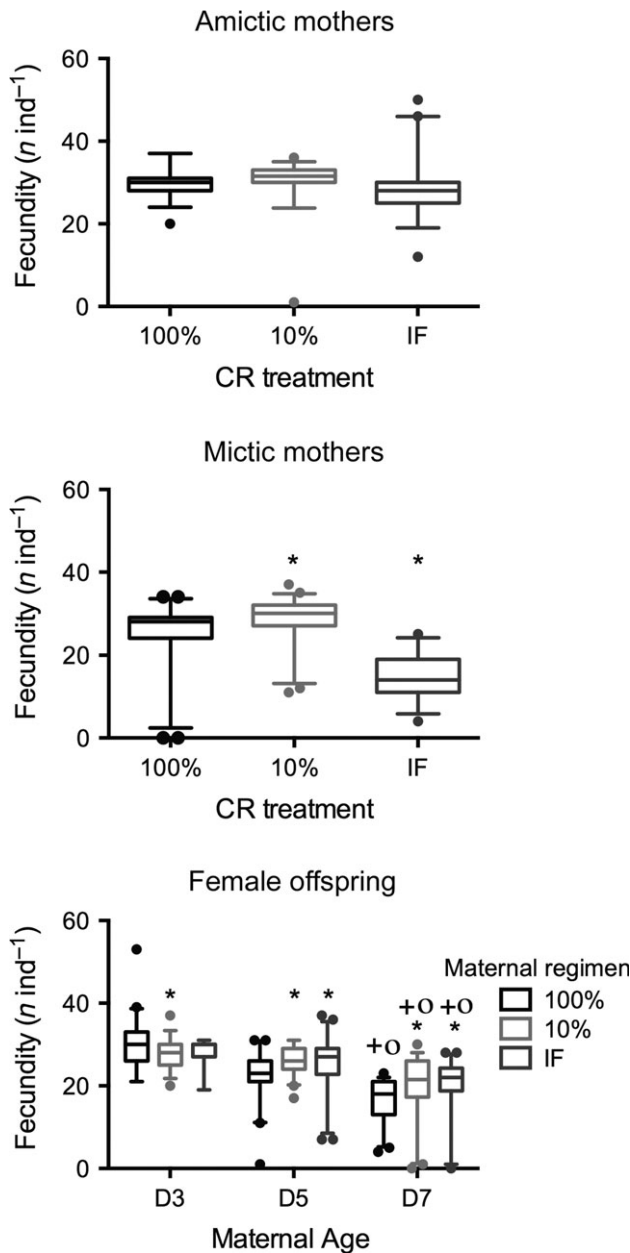 Amictic mothers
60
40
20
0
Fecundity (n ind⁻¹)
100% 10% IF
CR treatment
Mictic mothers
60
40
20
0
Fecundity (n ind⁻¹)
* *
100% 10% IF
CR treatment
Female offspring
60
40
20
0
Fecundity (n ind⁻¹)
* * * +o +o * +o *
D3 D5 D7
Maternal Age
Maternal regimen
100%
10%
IF